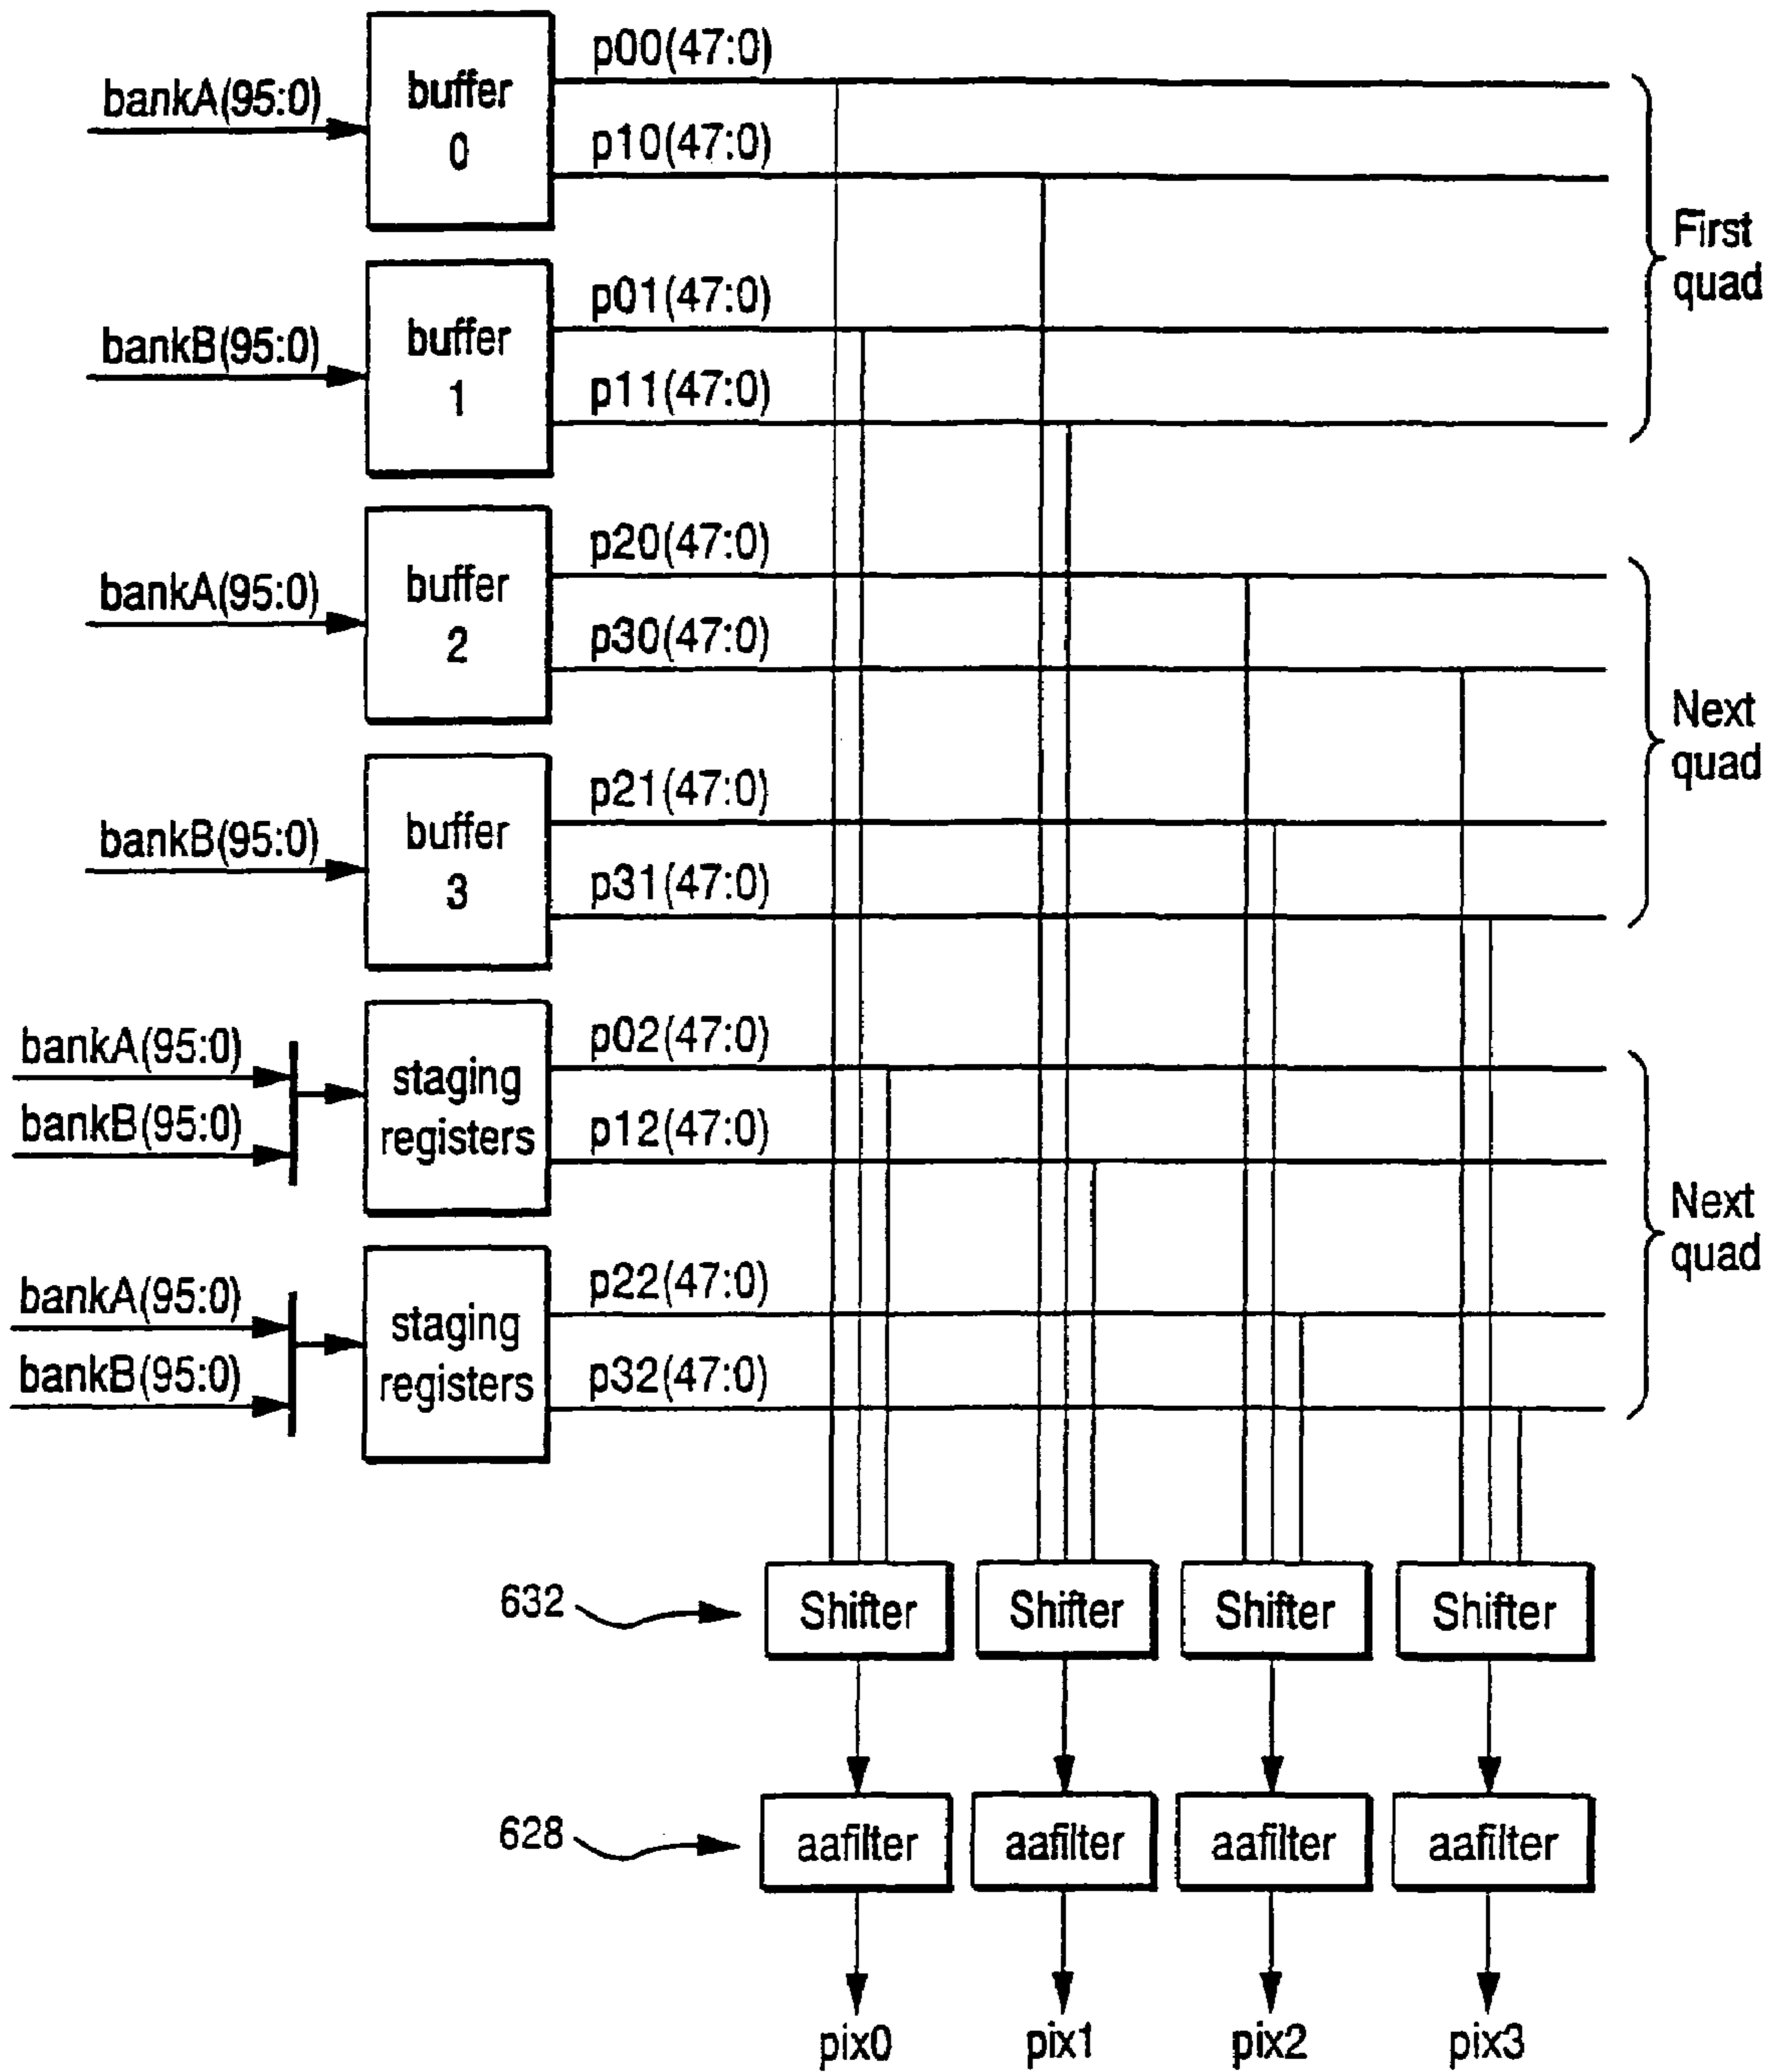 p00(47:0)
bankA(95:0)
buffer
0
p10(47:0)
First
quad
p01(47:0)
bankB(95:0)
buffer
1
p11(47:0)
p20(47:0)
bankA(95:0)
buffer
2
p30(47:0)
Next
quad
p21(47:0)
bankB(95:0)
buffer
3
p31(47:0)
bankA(95:0)
bankB(95:0)
staging
registers
p02(47:0)
p12(47:0)
Next
quad
bankA(95:0)
bankB(95:0)
staging
registers
p22(47:0)
p32(47:0)
632
Shifter
Shifter
Shifter
Shifter
628
aafilter
aafilter
aafilter
aafilter
pix0
pix1
pix2
pix3